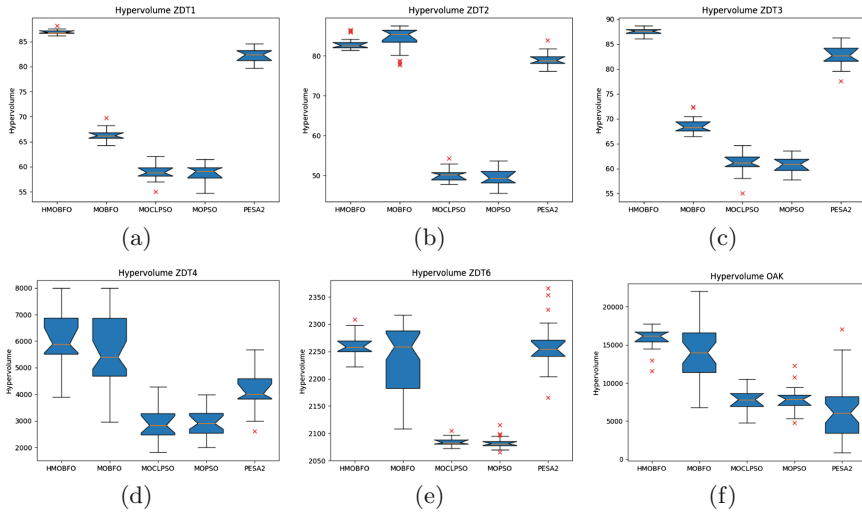 Hypervolume ZDT1
Hypervolume
85
80
75
70
65
60
55
HMOBFO MOBFO MOCLPSO MOPSO PESA2
(a)
Hypervolume ZDT2
Hypervolume
80
70
60
50
HMOBFO MOBFO MOCLPSO MOPSO PESA2
(b)
Hypervolume ZDT3
Hypervolume
90
85
80
75
70
65
60
55
HMOBFO MOBFO MOCLPSO MOPSO PESA2
(c)
Hypervolume ZDT4
Hypervolume
8000
7000
6000
5000
4000
3000
2000
HMOBFO MOBFO MOCLPSO MOPSO PESA2
(d)
Hypervolume ZDT6
Hypervolume
2350
2300
2250
2200
2150
2100
2050
HMOBFO MOBFO MOCLPSO MOPSO PESA2
(e)
Hypervolume OAK
Hypervolume
20000
15000
10000
5000
0
HMOBFO MOBFO MOCLPSO MOPSO PESA2
(f)